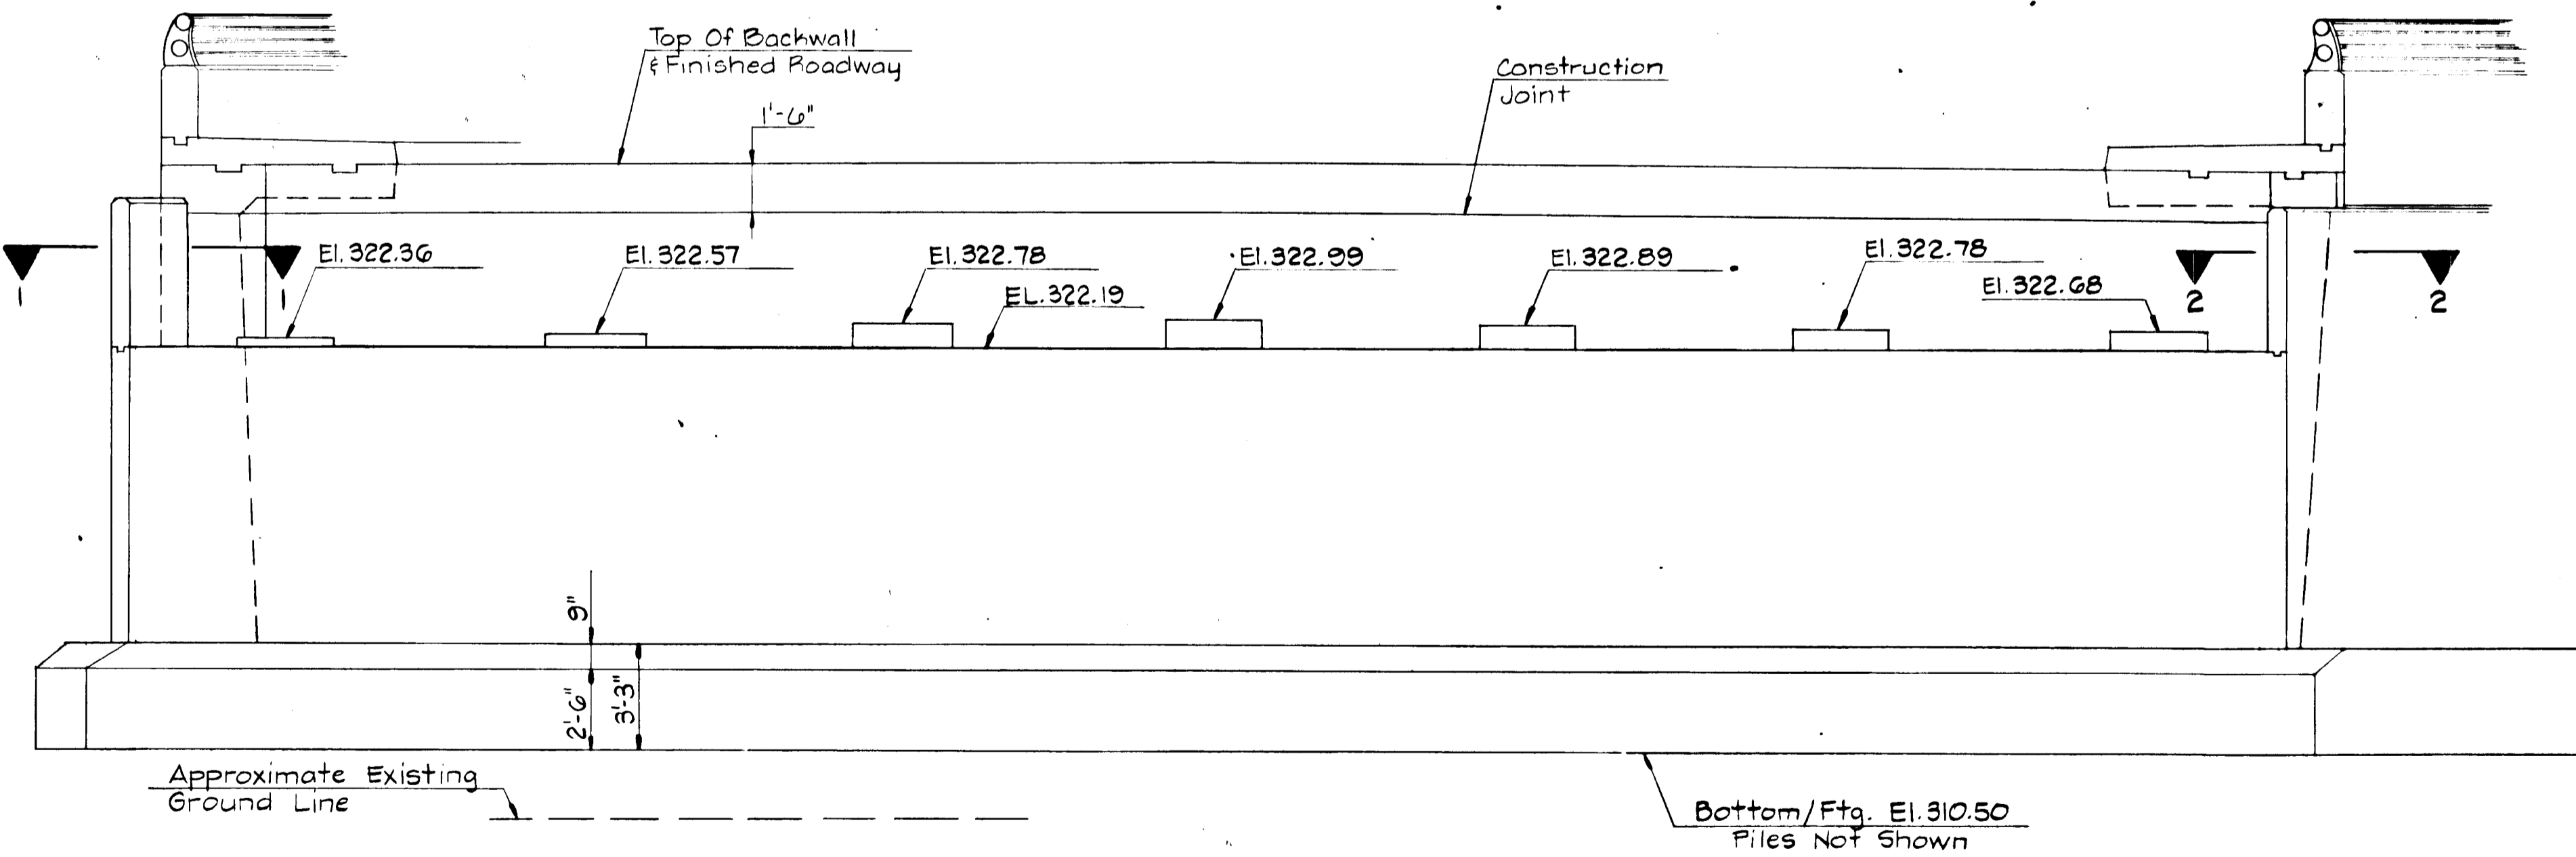 Top Of Backwall
& Finished Roadway
Construction
Joint
1'-6"
El. 322.36
El. 322.57
El. 322.78
El. 322.99
El. 322.89
El. 322.78
El. 322.68
EL. 322.19
1
1
2
2
9"
2'-6"
3'-3"
Approximate Existing
Ground Line
Bottom/Ftg. El. 310.50
Piles Not Shown